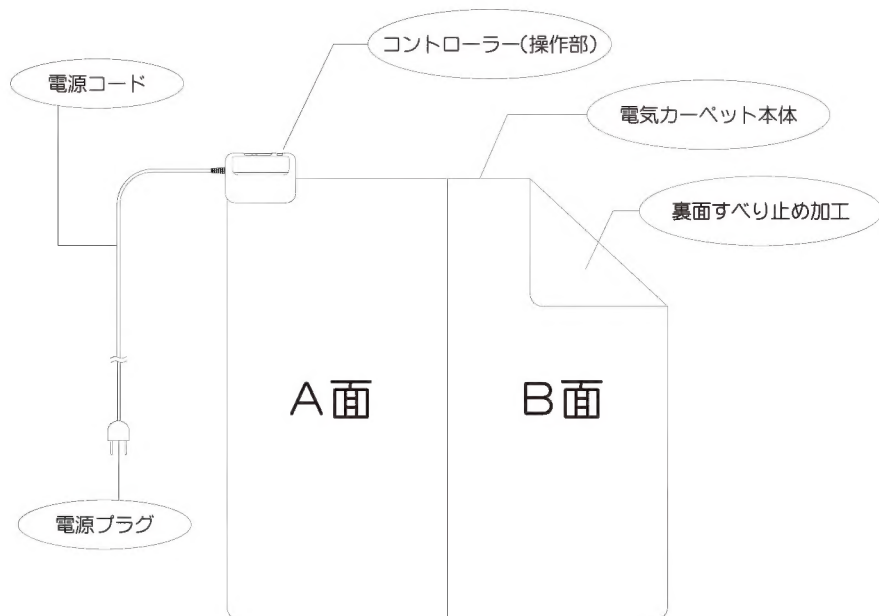 コントローラー(操作部)
電源コード
電気カーペット本体
裏面すべり止め加工
A面
B面
電源プラグ